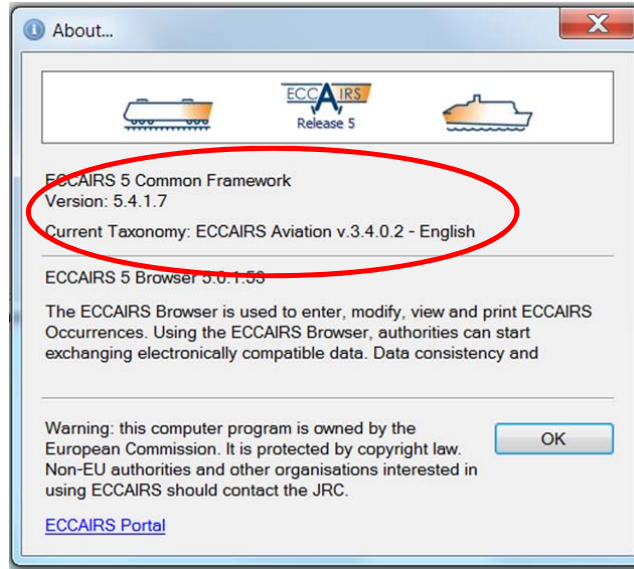 About...
ECCAIRS
Release 5
ECCAIRS 5 Common Framework
Version: 5.4.1.7
Current Taxonomy: ECCAIRS Aviation v.3.4.0.2 - English
ECCAIRS 5 Browser 5.0.1.53
The ECCAIRS Browser is used to enter, modify, view and print ECCAIRS
Occurrences. Using the ECCAIRS Browser, authorities can start
exchanging electronically compatible data. Data consistency and
Warning: this computer program is owned by the
European Commission. It is protected by copyright law.
Non-EU authorities and other organisations interested in
using ECCAIRS should contact the JRC.
OK
ECCAIRS Portal